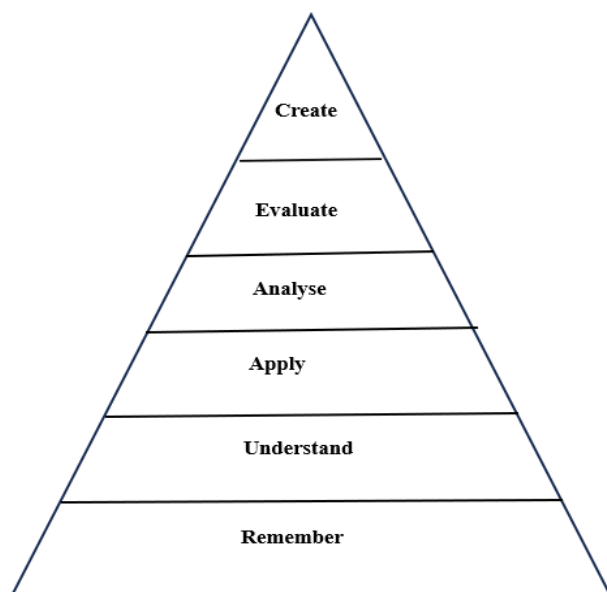 Create
Evaluate
Analyse
Apply
Understand
Remember